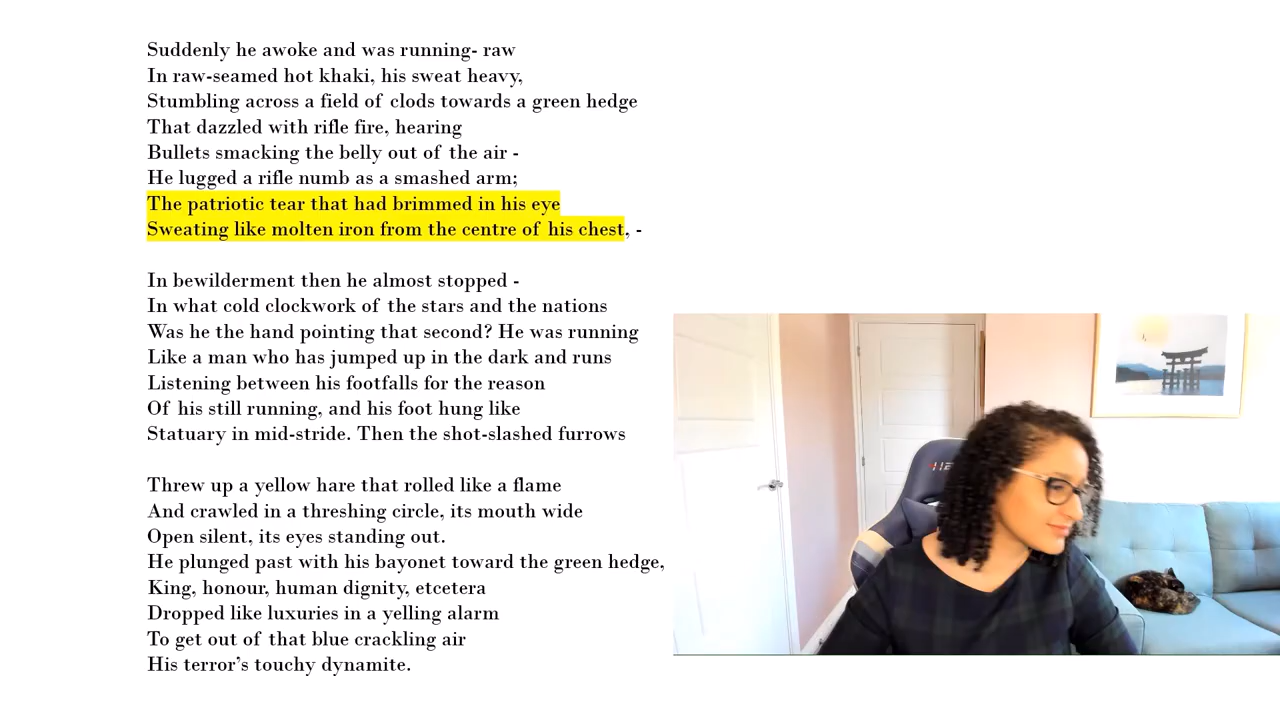 Suddenly he awoke and was running- raw
In raw-seamed hot khaki, his sweat heavy,
Stumbling across a field of clods towards a green hedge
That dazzled with rifle fire, hearing
Bullets smacking the belly out of the air -
He lugged a rifle numb as a smashed arm;
The patriotic tear that had brimmed in his eye
Sweating like molten iron from the centre of his chest, -
In bewilderment then he almost stopped -
In what cold clockwork of the stars and the nations
Was he the hand pointing that second? He was running
Like a man who has jumped up in the dark and runs
Listening between his footfalls for the reason
Of his still running, and his foot hung like
Statuary in mid-stride. Then the shot-slashed furrows
Threw up a yellow hare that rolled like a flame
And crawled in a threshing circle, its mouth wide
Open silent, its eyes standing out.
He plunged past with his bayonet toward the green hedge,
King, honour, human dignity, etcetera
Dropped like luxuries in a yelling alarm
To get out of that blue crackling air
His terror's touchy dynamite.